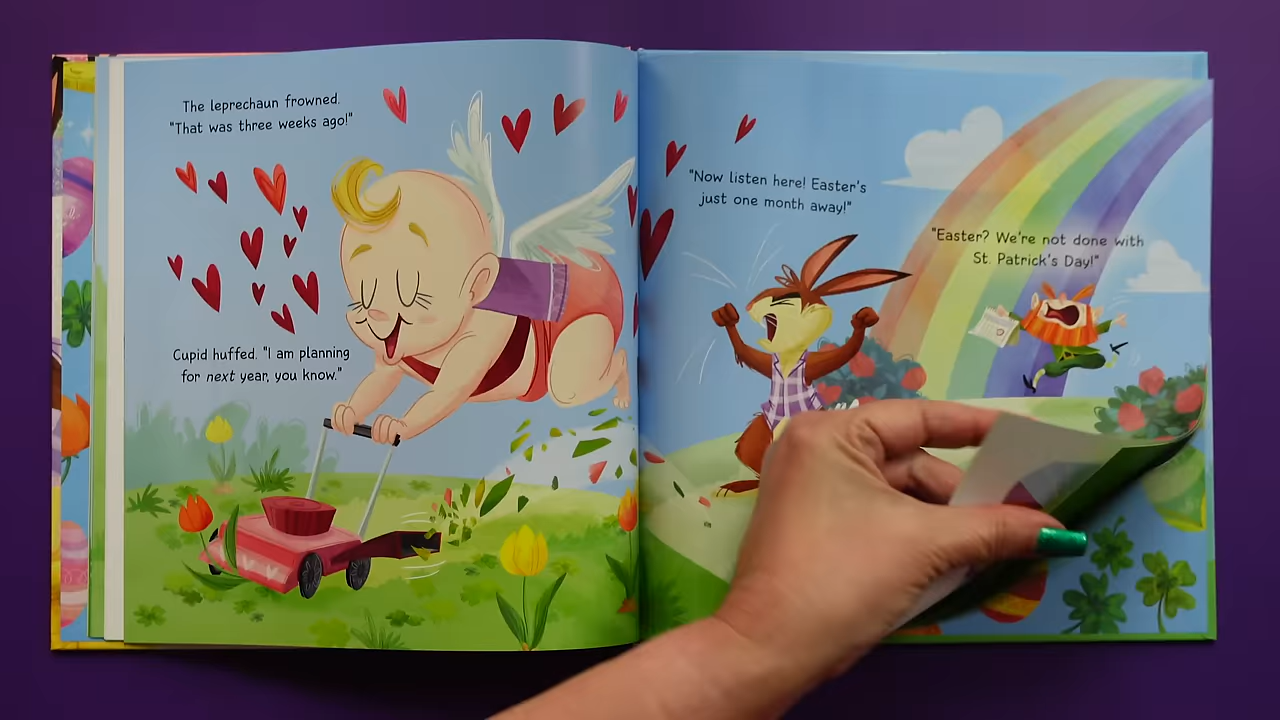 The leprechaun frowned.
"That was three weeks ago!"
Cupid huffed. "I am planning
for next year, you know."
"Now listen here! Easter's
just one month away!"
"Easter? We're not done with
St. Patrick's Day!"